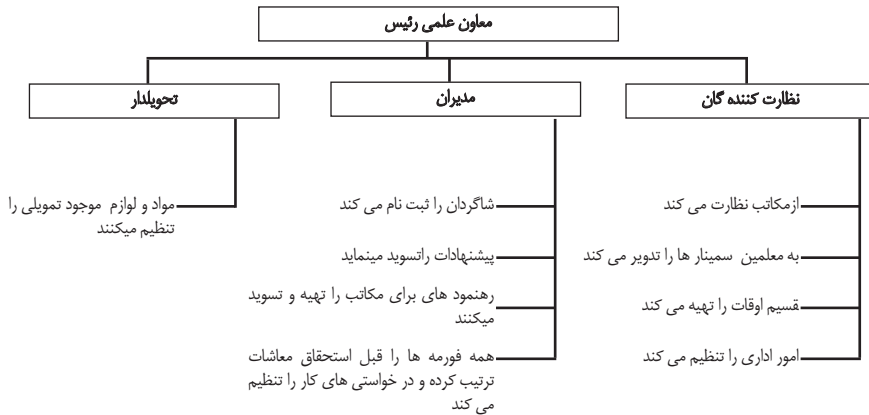 معاون علمی رئیس
نظارت کننده گان
مدیران
تحویلدار
ازمکاتب نظارت می کند
به معلمین سمینار ها را تدویر می کند
تقسیم اوقات را تهیه می کند
امور اداری را تنظیم می کند
شاگردان را ثبت نام می کند
پیشنهادات راتسوید مینماید
رهنمود های برای مکاتب را تهیه و تسوید
میکنند
همه فورمه ها را قبل استحقاق معاشات
ترتیب کرده و در خواستی های کار را تنظیم
می کند
مواد و لوازم موجود تمویلی را
تنظیم میکنند